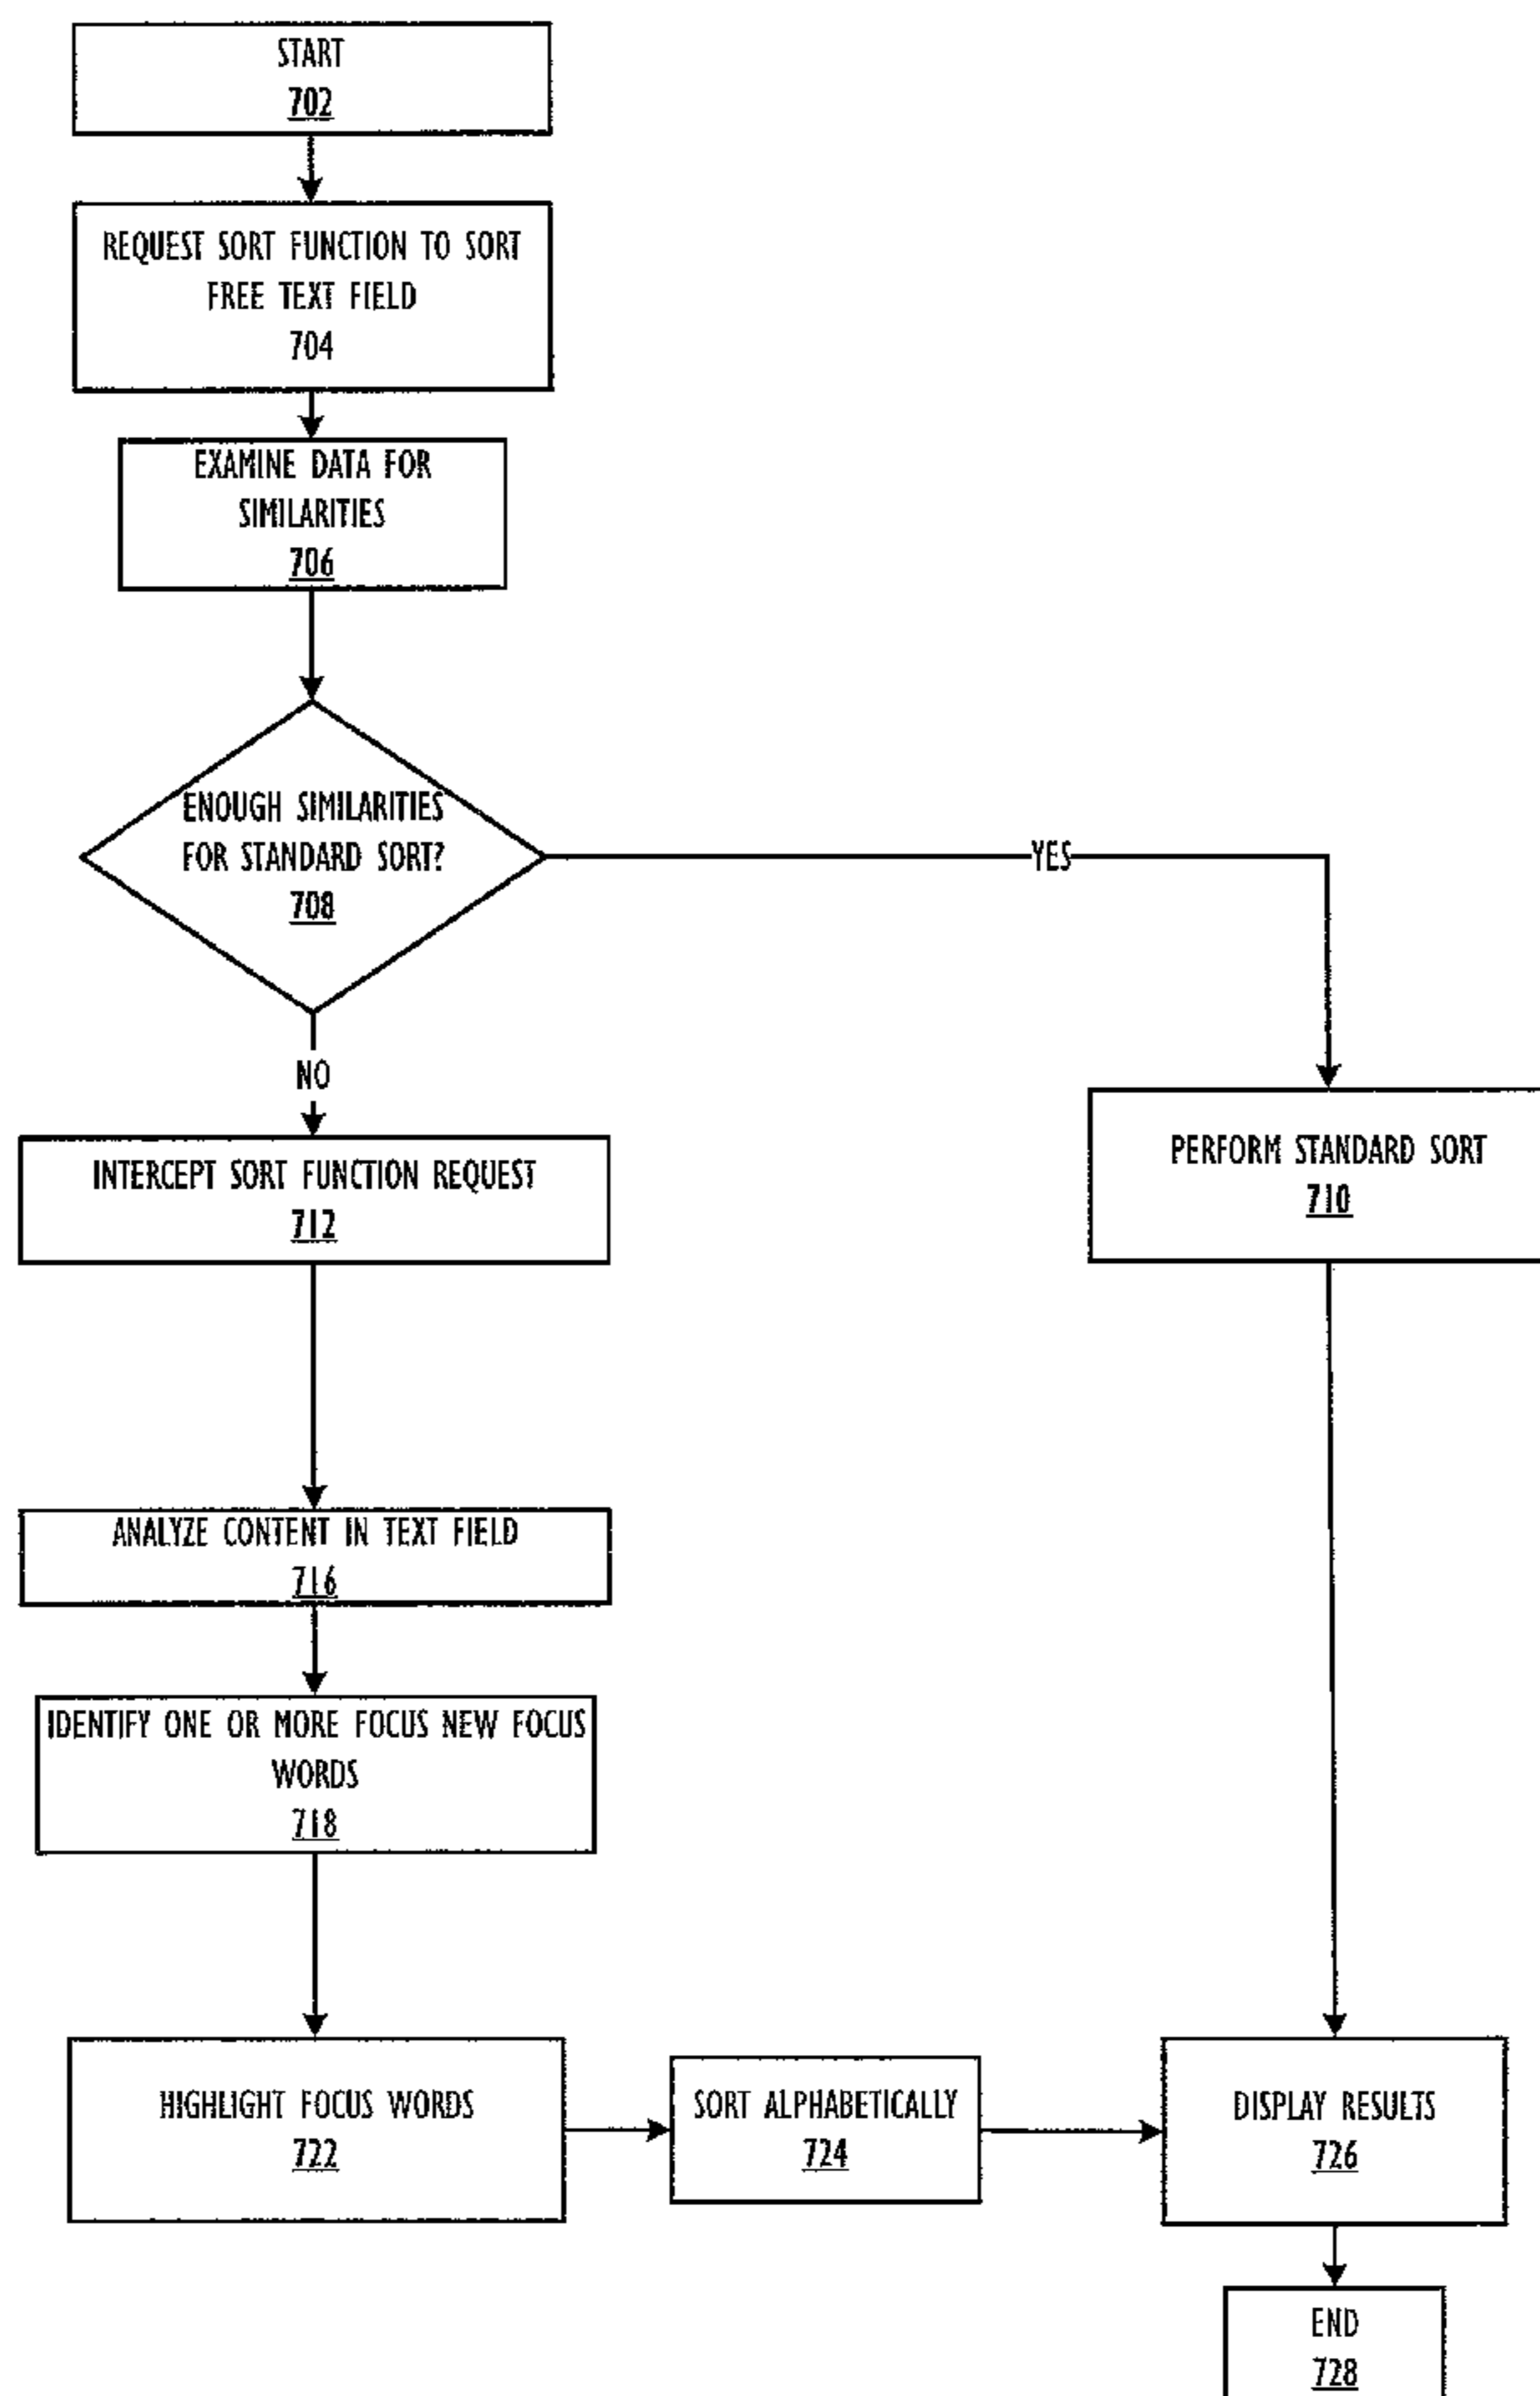 START
702
REQUEST SORT FUNCTION TO SORT
FREE TEXT FIELD
704
EXAMINE DATA FOR
SIMILARITIES
706
ENOUGH SIMILARITIES
FOR STANDARD SORT?
708
YES
NO
PERFORM STANDARD SORT
710
INTERCEPT SORT FUNCTION REQUEST
712
ANALYZE CONTENT IN TEXT FIELD
716
IDENTIFY ONE OR MORE FOCUS NEW FOCUS
WORDS
718
HIGHLIGHT FOCUS WORDS
722
SORT ALPHABETICALLY
724
DISPLAY RESULTS
726
END
728